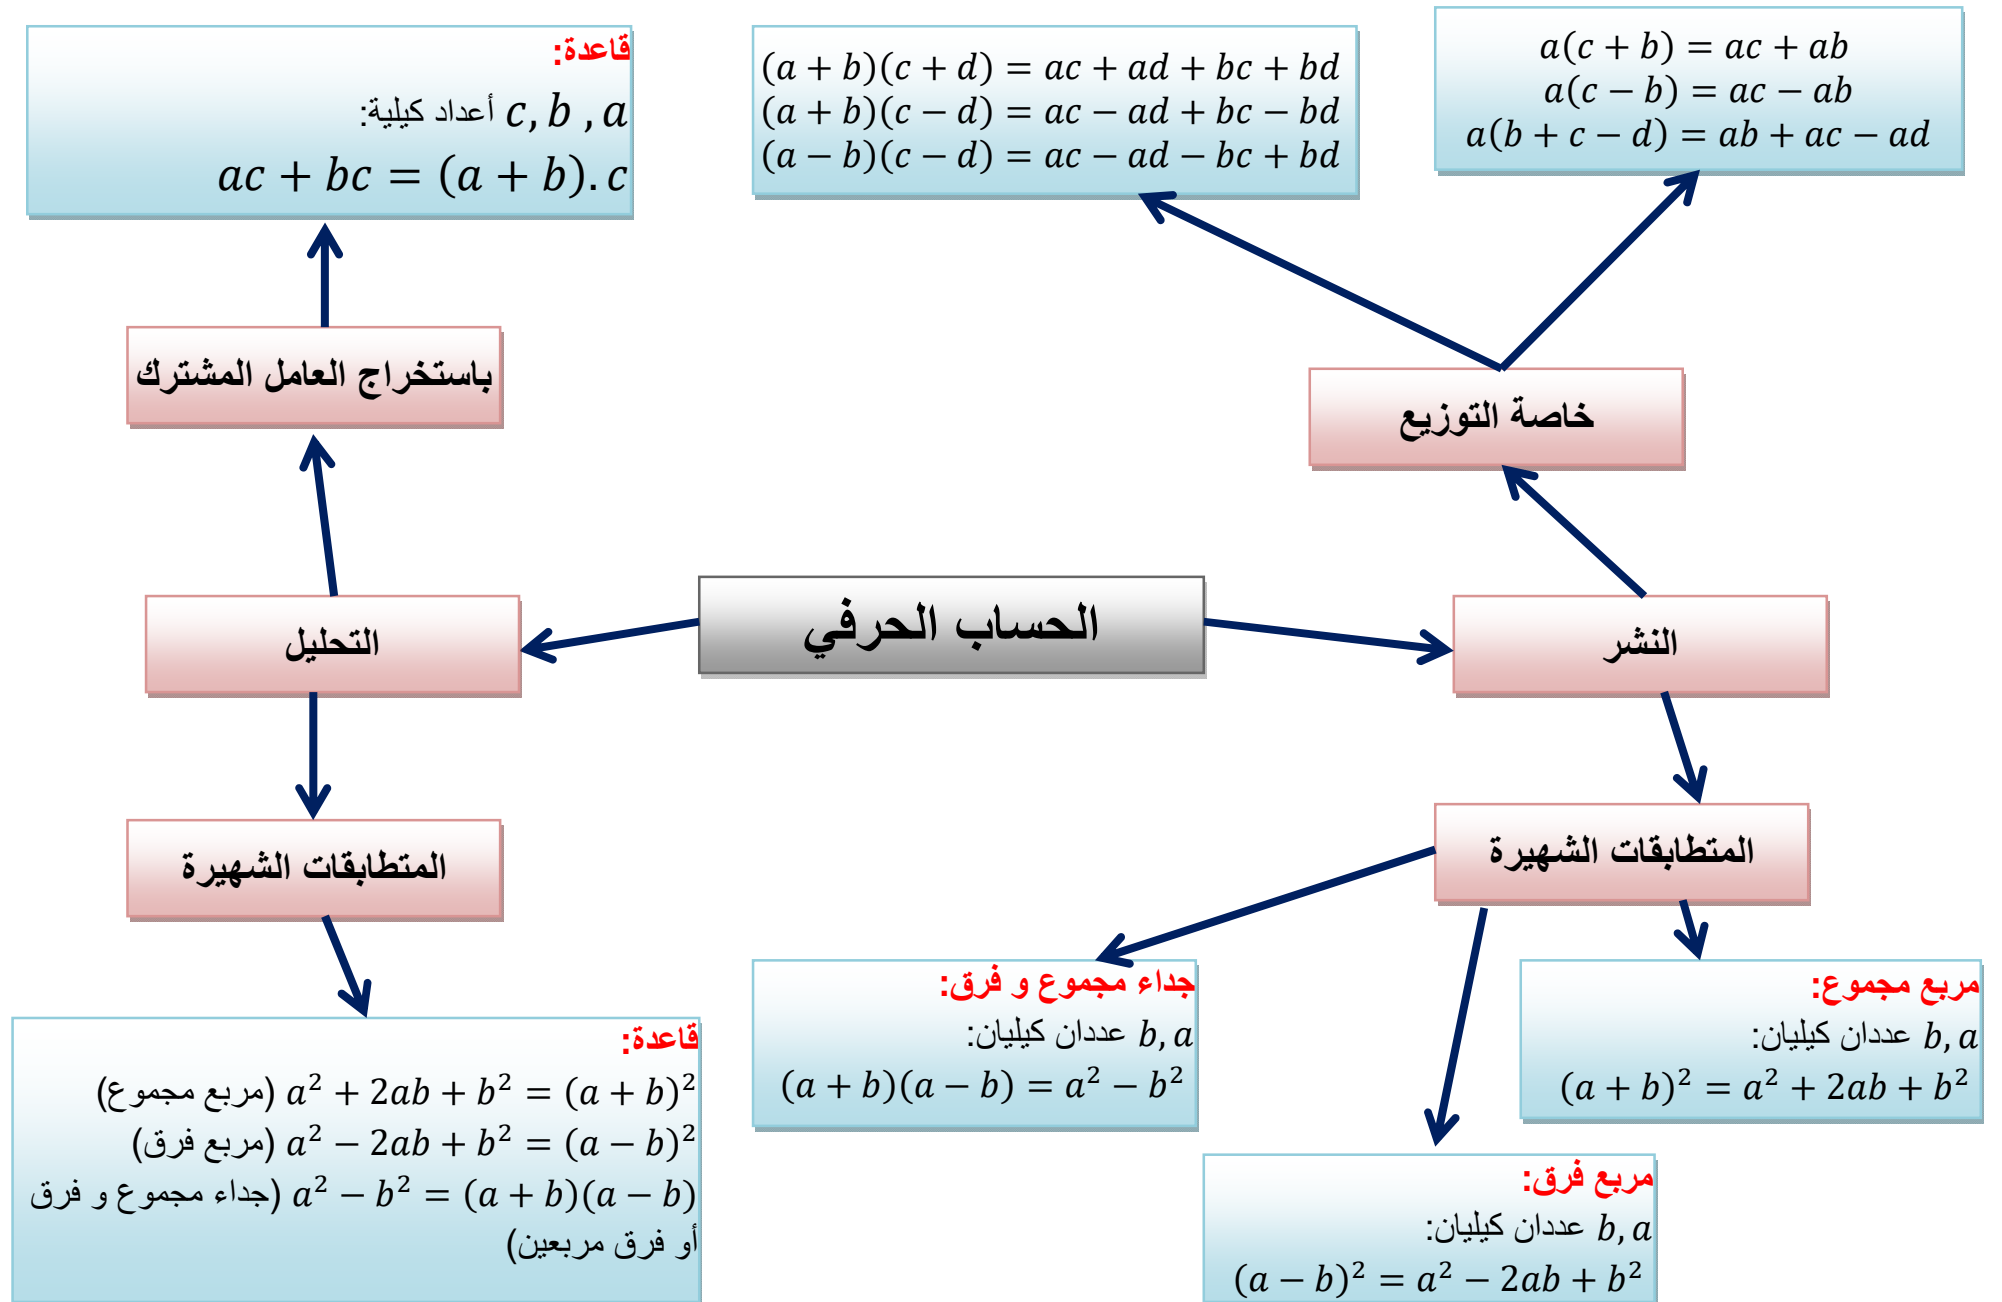 الحساب الحرفي
النشر
خاصة التوزيع
a(c + b) = ac + ab
a(c − b) = ac − ab
a(b + c − d) = ab + ac − ad
(a + b)(c + d) = ac + ad + bc + bd
(a + b)(c − d) = ac − ad + bc − bd
(a − b)(c − d) = ac − ad − bc + bd
المتطابقات الشهيرة
مربع مجموع:
b, a عددان كيليان:
(a + b)² = a² + 2ab + b²
مربع فرق:
b, a عددان كيليان:
(a − b)² = a² − 2ab + b²
جداء مجموع و فرق:
b, a عددان كيليان:
(a + b)(a − b) = a² − b²
التحليل
باستخراج العامل المشترك
قاعدة:
c, b , a أعداد كيلية:
ac + bc = (a + b). c
المتطابقات الشهيرة
قاعدة:
a² + 2ab + b² = (a + b)² (مربع مجموع)
a² − 2ab + b² = (a − b)² (مربع فرق)
a² − b² = (a + b)(a − b) (جداء مجموع و فرق
أو فرق مربعين)